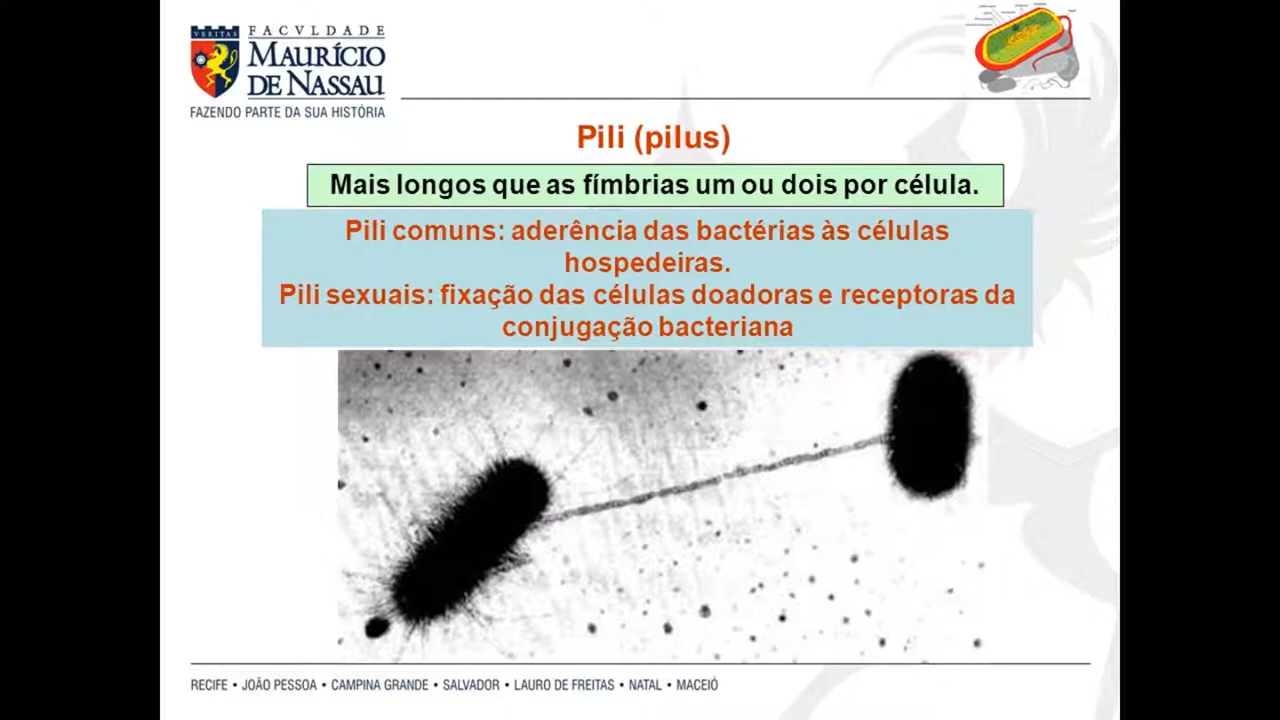 VERITAS
FACVLDADE
MAURÍCIO
DE NASSAU
FAZENDO PARTE DA SUA HISTÓRIA
Pili (pilus)
Mais longos que as fímbrias um ou dois por célula.
Pili comuns: aderência das bactérias às células
hospedeiras.
Pili sexuais: fixação das células doadoras e receptoras da
conjugação bacteriana
RECIFE • JOÃO PESSOA • CAMPINA GRANDE • SALVADOR • LAURO DE FREITAS • NATAL • MACEIÓ